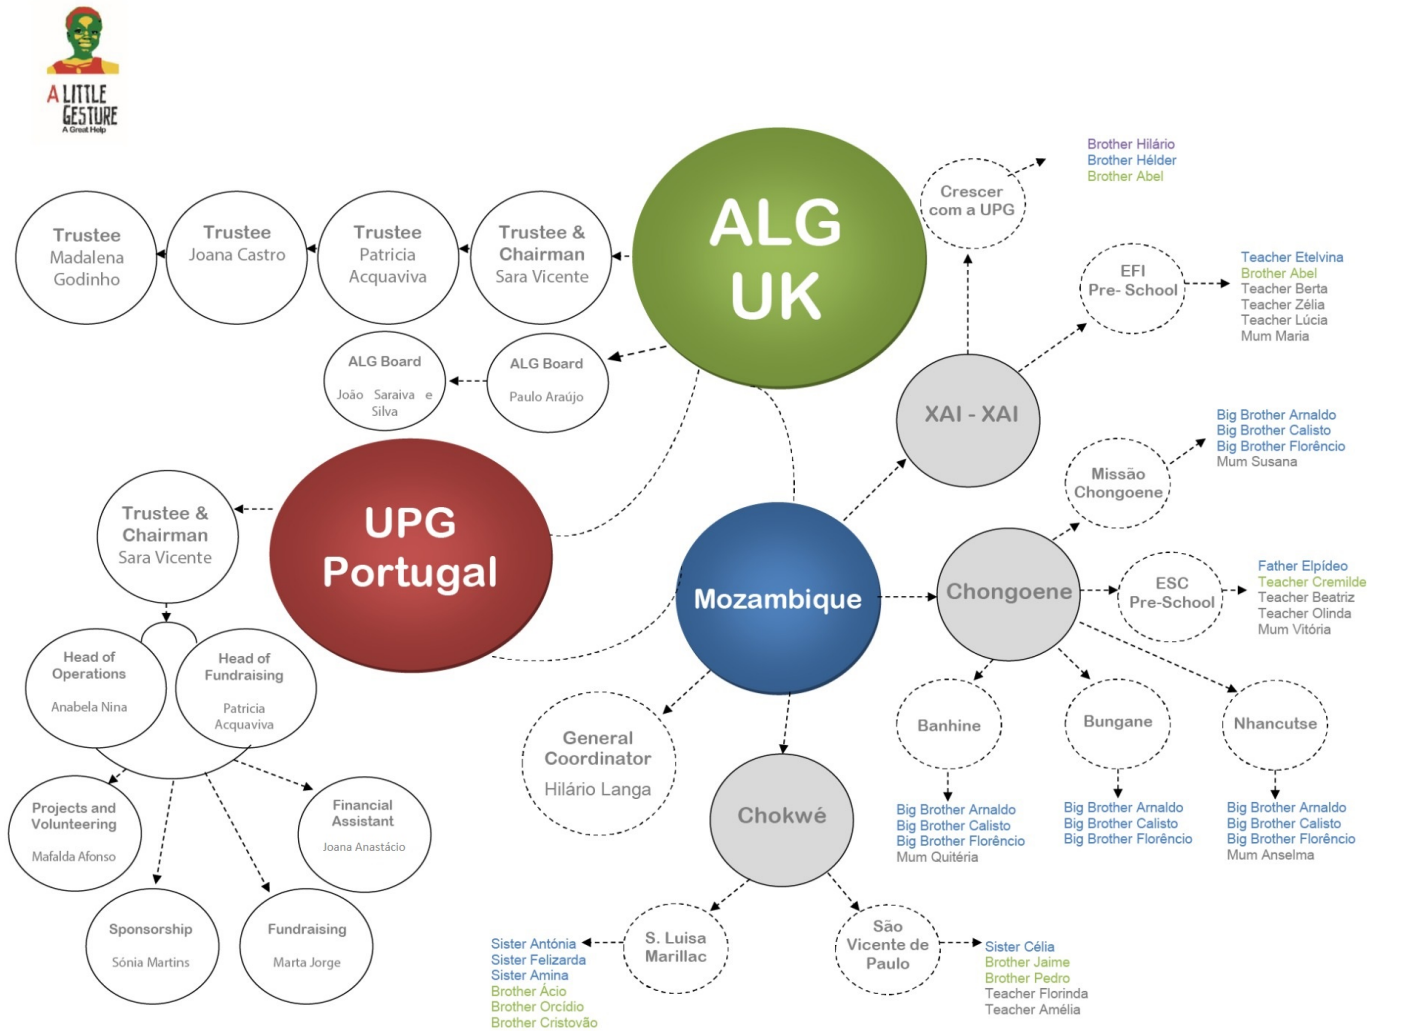 A LITTLE
GESTURE
A Great Help
ALG
UK
Trustee &
Chairman
Sara Vicente
Trustee
Patricia
Acquaviva
Trustee
Joana Castro
Trustee
Madalena
Godinho
ALG Board
Paulo Araújo
ALG Board
João Saraiva e
Silva
UPG
Portugal
Trustee &
Chairman
Sara Vicente
Head of
Operations
Anabela Nina
Head of
Fundraising
Patricia
Acquaviva
Projects and
Volunteering
Mafalda Afonso
Sponsorship
Sónia Martins
Fundraising
Marta Jorge
Financial
Assistant
Joana Anastácio
Mozambique
General
Coordinator
Hilário Langa
XAI - XAI
Crescer
com a UPG
Brother Hilário
Brother Hélder
Brother Abel
EFI
Pre- School
Teacher Etelvina
Brother Abel
Teacher Berta
Teacher Zélia
Teacher Lúcia
Mum Maria
Chongoene
Missão
Chongoene
Big Brother Arnaldo
Big Brother Calisto
Big Brother Florêncio
Mum Susana
ESC
Pre-School
Father Elpídeo
Teacher Cremilde
Teacher Beatriz
Teacher Olinda
Mum Vitória
Banhine
Big Brother Arnaldo
Big Brother Calisto
Big Brother Florêncio
Mum Quitéria
Bungane
Big Brother Arnaldo
Big Brother Calisto
Big Brother Florêncio
Nhancutse
Big Brother Arnaldo
Big Brother Calisto
Big Brother Florêncio
Mum Anselma
Chokwé
S. Luisa
Marillac
Sister Antónia
Sister Felizarda
Sister Amina
Brother Ácio
Brother Orcídio
Brother Cristovão
São
Vicente de
Paulo
Sister Célia
Brother Jaime
Brother Pedro
Teacher Florinda
Teacher Amélia